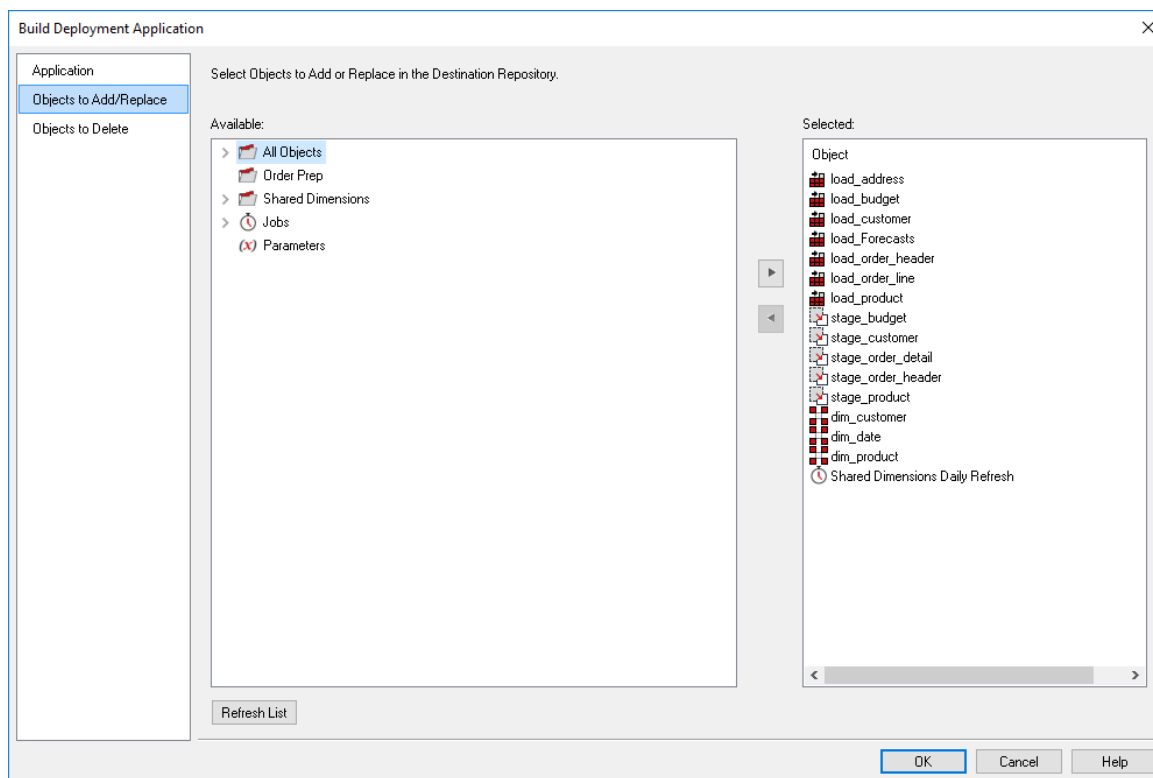 Build Deployment Application
Application
Objects to Add/Replace
Objects to Delete
Select Objects to Add or Replace in the Destination Repository.
Available:
All Objects
Order Prep
Shared Dimensions
Jobs
(x) Parameters
Refresh List
Selected:
Object
load_address
load_budget
load_customer
load_Forecasts
load_order_header
load_order_line
load_product
stage_budget
stage_customer
stage_order_detail
stage_order_header
stage_product
dim_customer
dim_date
dim_product
Shared Dimensions Daily Refresh
OK
Cancel
Help